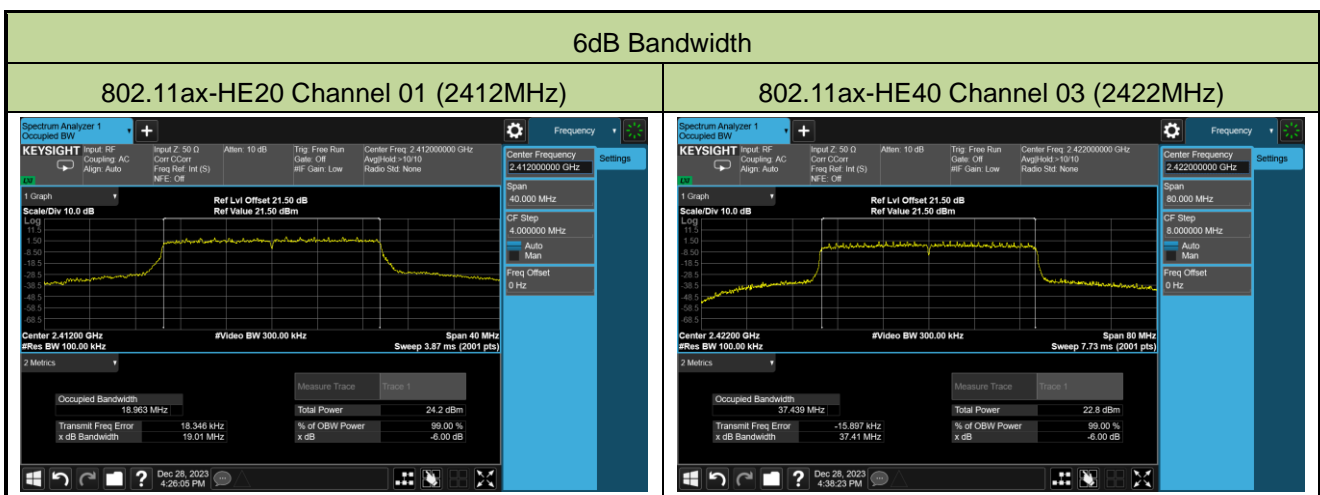 6dB Bandwidth
802.11ax-HE20 Channel 01 (2412MHz)
802.11ax-HE40 Channel 03 (2422MHz)
Spectrum Analyzer 1
Occupied BW
+
Frequency
KEYSIGHT
Input: RF
Coupling: AC
Align: Auto
Input Z: 50 Ω
Corr CCorr
Freq Ref: Int (S)
NFE: Off
Atten: 10 dB
Trig: Free Run
Gate: Off
#IF Gain: Low
Center Freq: 2.412000000 GHz
Avg|Hold:>10/10
Radio Std: None
Center Frequency
2.412000000 GHz
Settings
Span
40.000 MHz
CF Step
4.000000 MHz
Auto
Man
Freq Offset
0 Hz
1 Graph
Scale/Div 10.0 dB
Ref Lvl Offset 21.50 dB
Ref Value 21.50 dBm
Log
11.5
1.50
-8.50
-18.5
-28.5
-38.5
-48.5
-58.5
-68.5
Center 2.41200 GHz
#Res BW 100.00 kHz
#Video BW 300.00 kHz
Span 40 MHz
Sweep 3.87 ms (2001 pts)
2 Metrics
Measure Trace
Trace 1
Occupied Bandwidth
18.963 MHz
Total Power
24.2 dBm
Transmit Freq Error
18.346 kHz
% of OBW Power
99.00 %
x dB Bandwidth
19.01 MHz
x dB
-6.00 dB
?
Dec 28, 2023
4:26:05 PM
Spectrum Analyzer 1
Occupied BW
+
Frequency
KEYSIGHT
Input: RF
Coupling: AC
Align: Auto
Input Z: 50 Ω
Corr CCorr
Freq Ref: Int (S)
NFE: Off
Atten: 10 dB
Trig: Free Run
Gate: Off
#IF Gain: Low
Center Freq: 2.422000000 GHz
Avg|Hold:>10/10
Radio Std: None
Center Frequency
2.422000000 GHz
Settings
Span
80.000 MHz
CF Step
8.000000 MHz
Auto
Man
Freq Offset
0 Hz
1 Graph
Scale/Div 10.0 dB
Ref Lvl Offset 21.50 dB
Ref Value 21.50 dBm
Log
11.5
1.50
-8.50
-18.5
-28.5
-38.5
-48.5
-58.5
-68.5
Center 2.42200 GHz
#Res BW 100.00 kHz
#Video BW 300.00 kHz
Span 80 MHz
Sweep 7.73 ms (2001 pts)
2 Metrics
Measure Trace
Trace 1
Occupied Bandwidth
37.439 MHz
Total Power
22.8 dBm
Transmit Freq Error
-15.897 kHz
% of OBW Power
99.00 %
x dB Bandwidth
37.41 MHz
x dB
-6.00 dB
?
Dec 28, 2023
4:38:23 PM